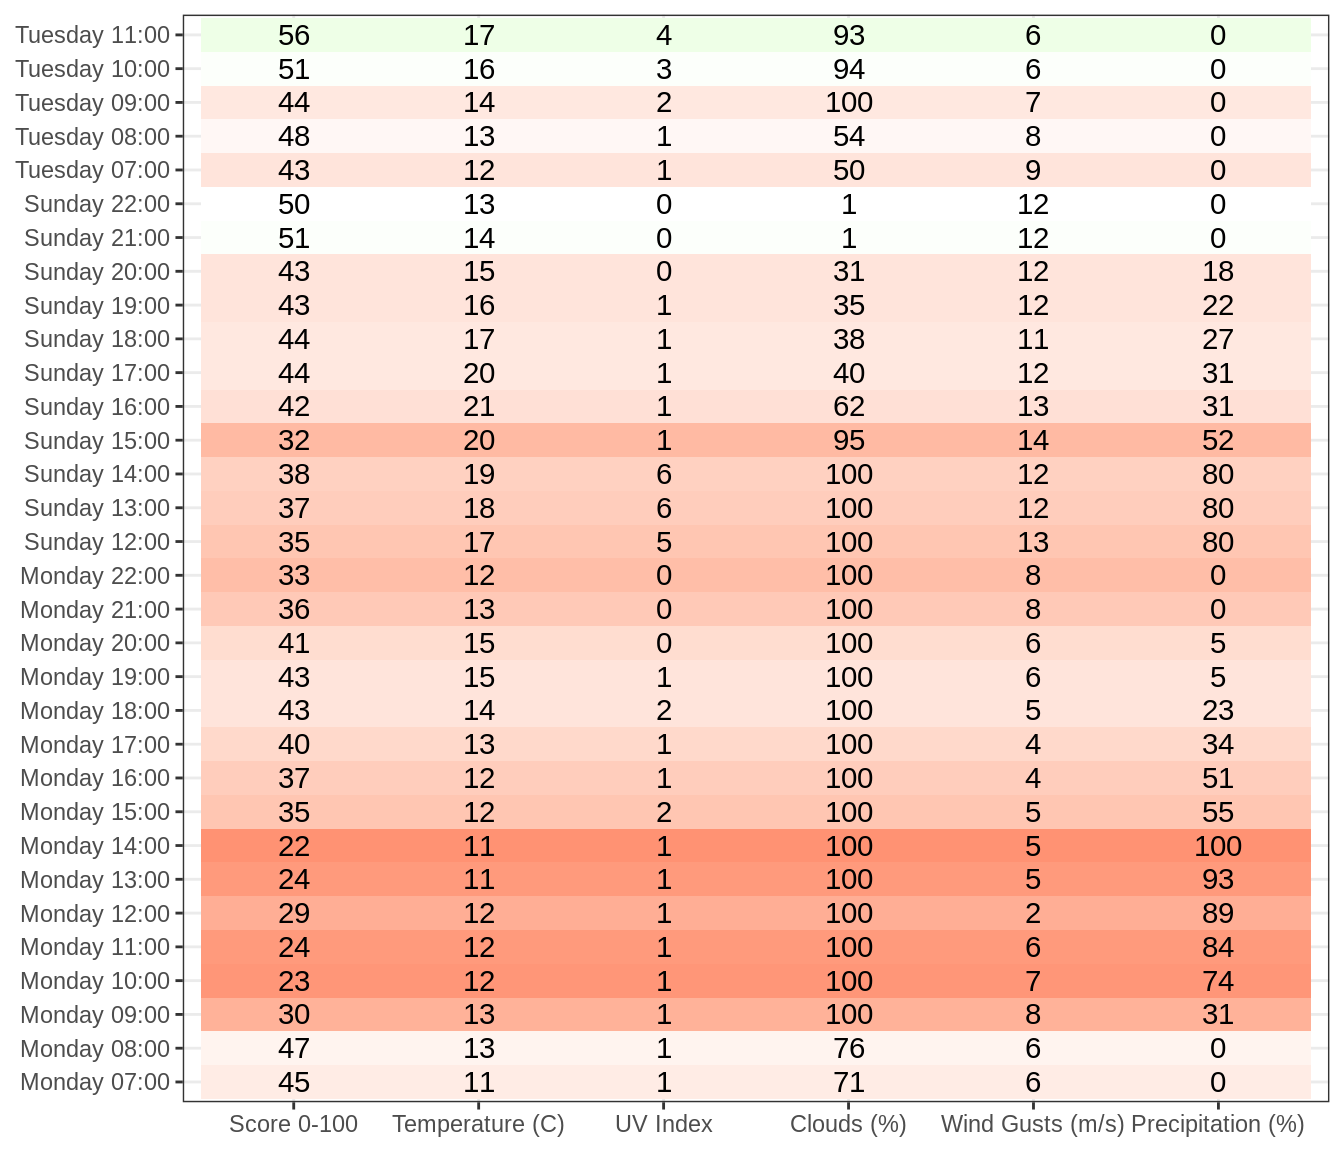 Tuesday 11:00 56 17 4 93 6 0
Tuesday 10:00 51 16 3 94 6 0
Tuesday 09:00 44 14 2 100 7 0
Tuesday 08:00 48 13 1 54 8 0
Tuesday 07:00 43 12 1 50 9 0
Sunday 22:00 50 13 0 1 12 0
Sunday 21:00 51 14 0 1 12 0
Sunday 20:00 43 15 0 31 12 18
Sunday 19:00 43 16 1 35 12 22
Sunday 18:00 44 17 1 38 11 27
Sunday 17:00 44 20 1 40 12 31
Sunday 16:00 42 21 1 62 13 31
Sunday 15:00 32 20 1 95 14 52
Sunday 14:00 38 19 6 100 12 80
Sunday 13:00 37 18 6 100 12 80
Sunday 12:00 35 17 5 100 13 80
Monday 22:00 33 12 0 100 8 0
Monday 21:00 36 13 0 100 8 0
Monday 20:00 41 15 0 100 6 5
Monday 19:00 43 15 1 100 6 5
Monday 18:00 43 14 2 100 5 23
Monday 17:00 40 13 1 100 4 34
Monday 16:00 37 12 1 100 4 51
Monday 15:00 35 12 2 100 5 55
Monday 14:00 22 11 1 100 5 100
Monday 13:00 24 11 1 100 5 93
Monday 12:00 29 12 1 100 2 89
Monday 11:00 24 12 1 100 6 84
Monday 10:00 23 12 1 100 7 74
Monday 09:00 30 13 1 100 8 31
Monday 08:00 47 13 1 76 6 0
Monday 07:00 45 11 1 71 6 0
Score 0-100 Temperature (C) UV Index Clouds (%) Wind Gusts (m/s) Precipitation (%)